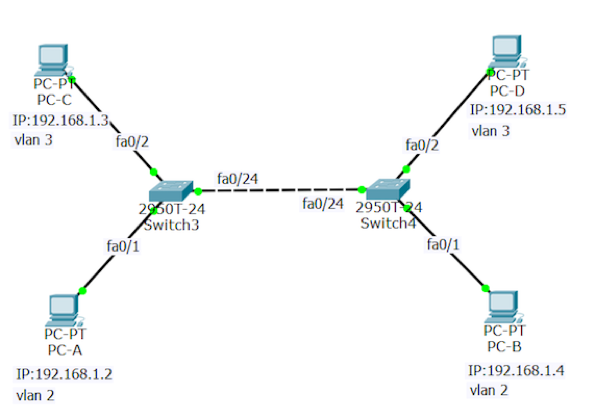 PC-PT
PC-C
IP:192.168.1.3
vlan 3
fa0/2
PC-PT
PC-D
IP:192.168.1.5
vlan 3
fa0/2
fa0/24
fa0/24
2950T-24
Switch3
2950T-24
Switch4
fa0/1
fa0/1
PC-PT
PC-A
IP:192.168.1.2
vlan 2
PC-PT
PC-B
IP:192.168.1.4
vlan 2